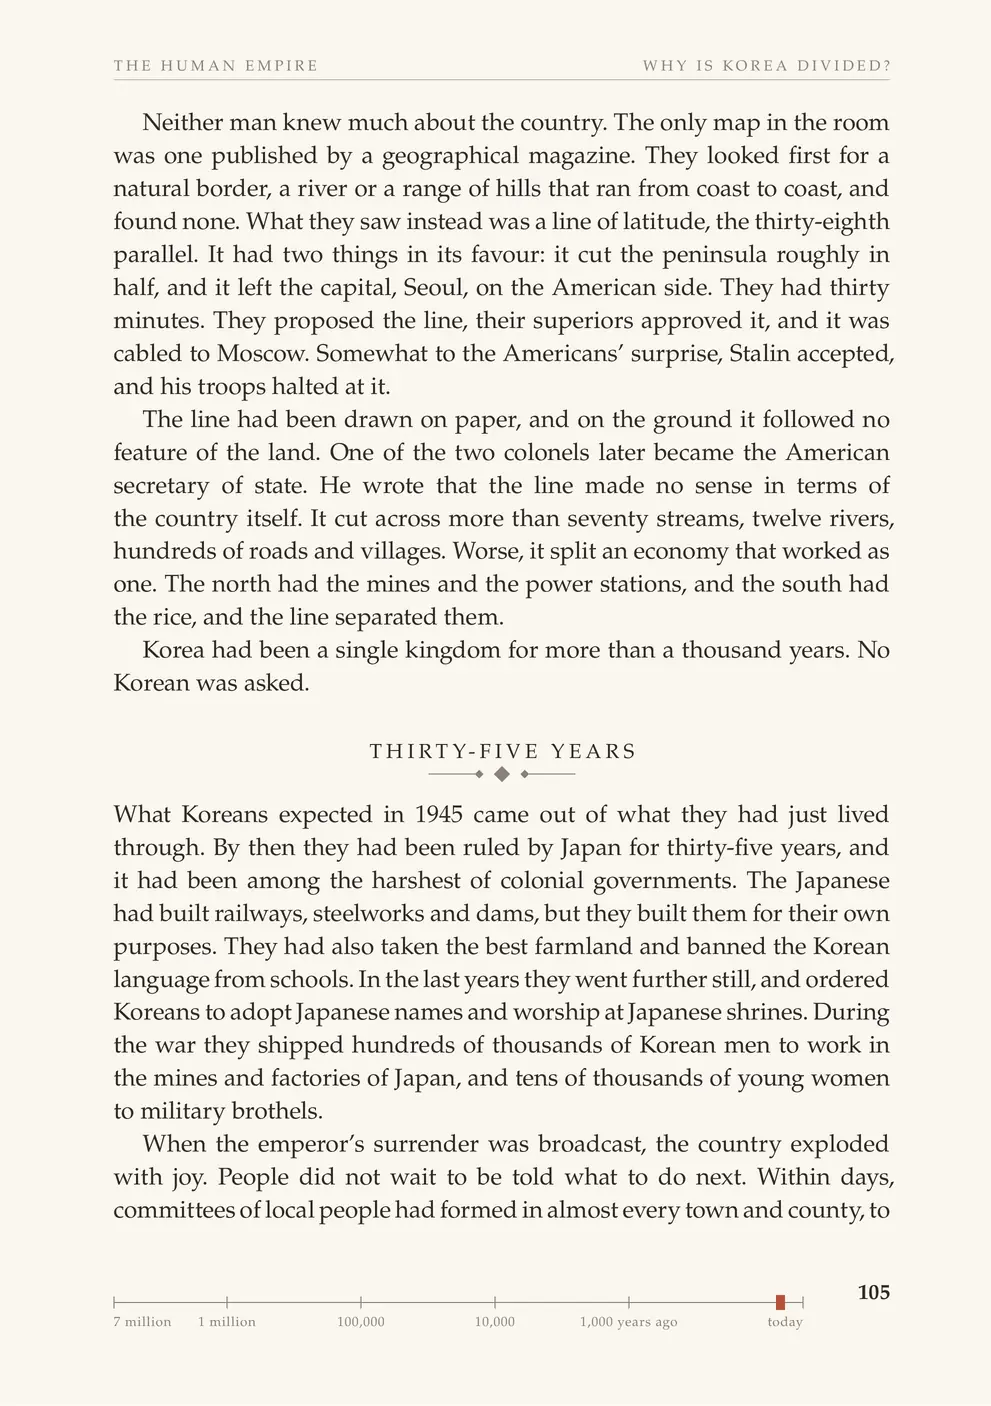 THE HUMAN EMPIRE
WHY IS KOREA DIVIDED?
Neither man knew much about the country. The only map in the room
was one published by a geographical magazine. They looked first for a
natural border, a river or a range of hills that ran from coast to coast, and
found none. What they saw instead was a line of latitude, the thirty-eighth
parallel. It had two things in its favour: it cut the peninsula roughly in
half, and it left the capital, Seoul, on the American side. They had thirty
minutes. They proposed the line, their superiors approved it, and it was
cabled to Moscow. Somewhat to the Americans’ surprise, Stalin accepted,
and his troops halted at it.
The line had been drawn on paper, and on the ground it followed no
feature of the land. One of the two colonels later became the American
secretary of state. He wrote that the line made no sense in terms of
the country itself. It cut across more than seventy streams, twelve rivers,
hundreds of roads and villages. Worse, it split an economy that worked as
one. The north had the mines and the power stations, and the south had
the rice, and the line separated them.
Korea had been a single kingdom for more than a thousand years. No
Korean was asked.
THIRTY-FIVE YEARS
What Koreans expected in 1945 came out of what they had just lived
through. By then they had been ruled by Japan for thirty-five years, and
it had been among the harshest of colonial governments. The Japanese
had built railways, steelworks and dams, but they built them for their own
purposes. They had also taken the best farmland and banned the Korean
language from schools. In the last years they went further still, and ordered
Koreans to adopt Japanese names and worship at Japanese shrines. During
the war they shipped hundreds of thousands of Korean men to work in
the mines and factories of Japan, and tens of thousands of young women
to military brothels.
When the emperor’s surrender was broadcast, the country exploded
with joy. People did not wait to be told what to do next. Within days,
committees of local people had formed in almost every town and county, to
105
7 million 1 million 100,000 10,000 1,000 years ago today